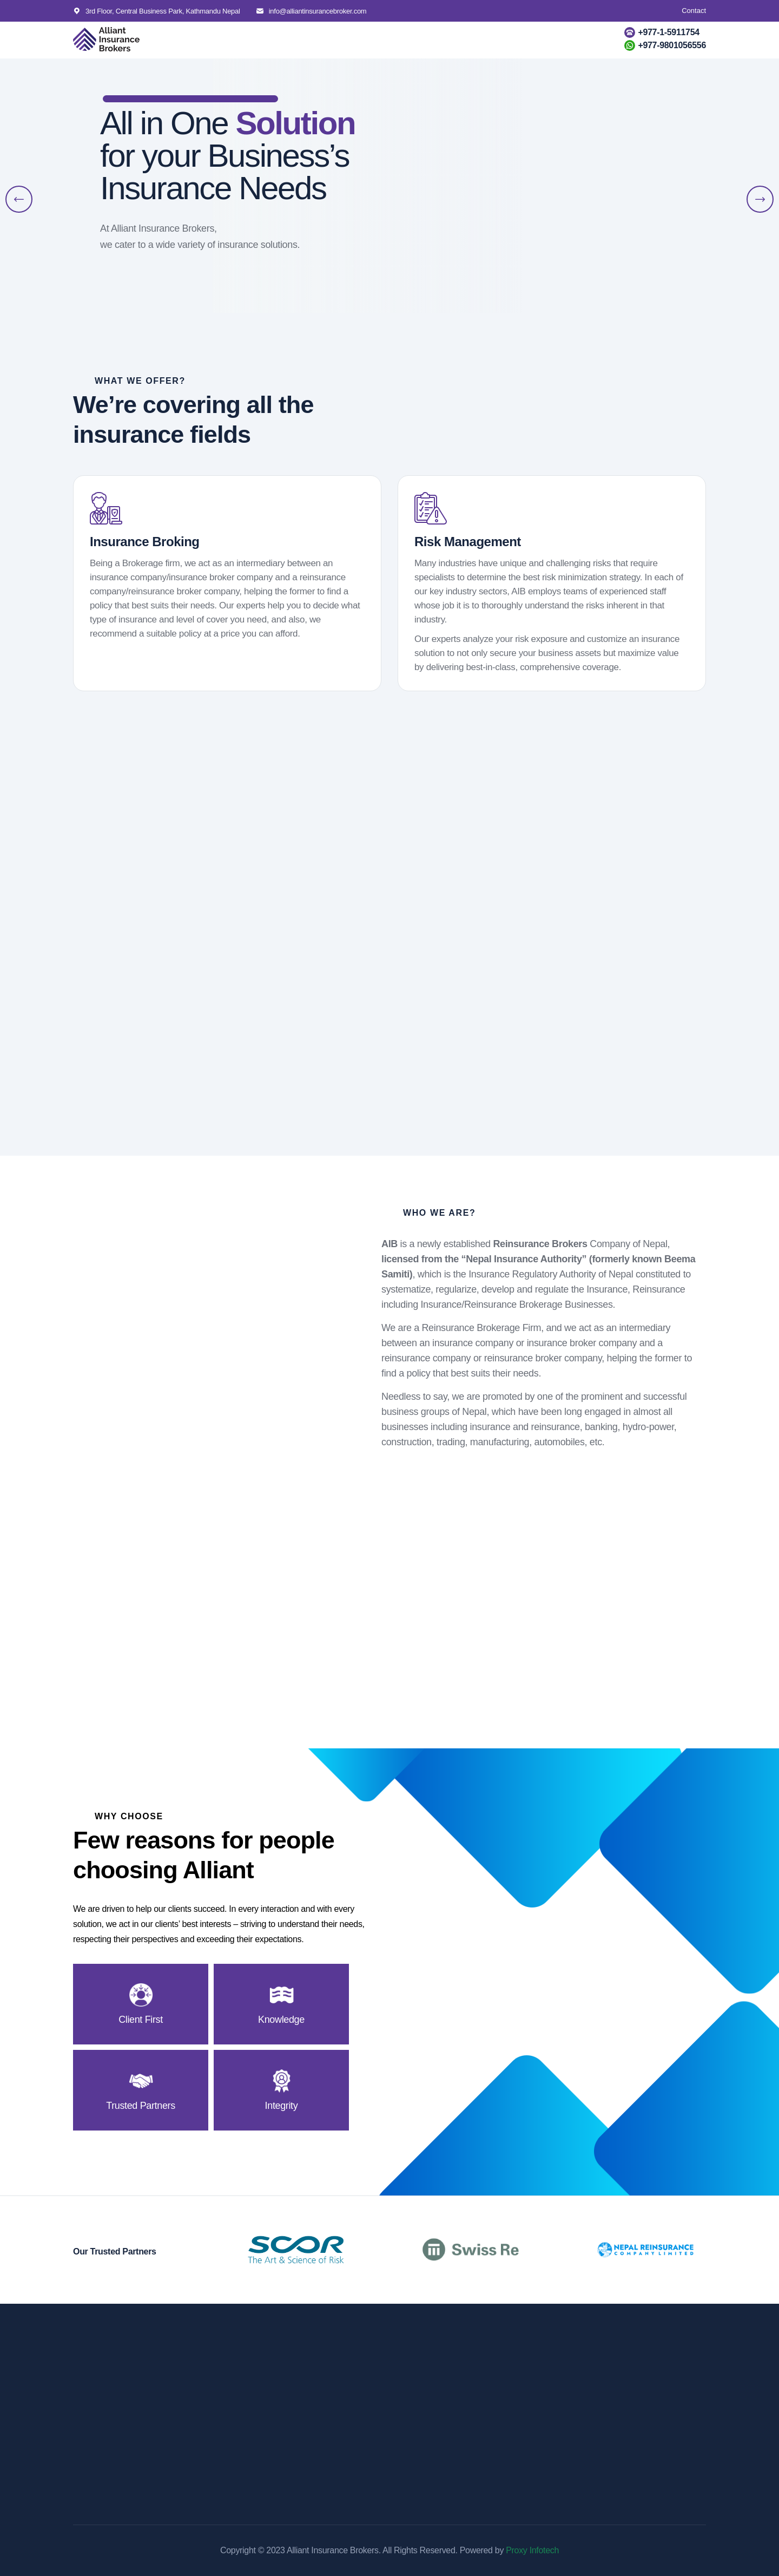 3rd Floor, Central Business Park, Kathmandu Nepal
info@alliantinsurancebroker.com
Contact
Alliant
Insurance
Brokers
+977-1-5911754
+977-9801056556
All in One Solution
for your Business’s
Insurance Needs
At Alliant Insurance Brokers,
we cater to a wide variety of insurance solutions.
WHAT WE OFFER?
We’re covering all the
insurance fields
Insurance Broking
Being a Brokerage firm, we act as an intermediary between an
insurance company/insurance broker company and a reinsurance
company/reinsurance broker company, helping the former to find a
policy that best suits their needs. Our experts help you to decide what
type of insurance and level of cover you need, and also, we
recommend a suitable policy at a price you can afford.
Risk Management
Many industries have unique and challenging risks that require
specialists to determine the best risk minimization strategy. In each of
our key industry sectors, AIB employs teams of experienced staff
whose job it is to thoroughly understand the risks inherent in that
industry.
Our experts analyze your risk exposure and customize an insurance
solution to not only secure your business assets but maximize value
by delivering best-in-class, comprehensive coverage.
WHO WE ARE?
AIB is a newly established Reinsurance Brokers Company of Nepal,
licensed from the “Nepal Insurance Authority” (formerly known Beema
Samiti), which is the Insurance Regulatory Authority of Nepal constituted to
systematize, regularize, develop and regulate the Insurance, Reinsurance
including Insurance/Reinsurance Brokerage Businesses.
We are a Reinsurance Brokerage Firm, and we act as an intermediary
between an insurance company or insurance broker company and a
reinsurance company or reinsurance broker company, helping the former to
find a policy that best suits their needs.
Needless to say, we are promoted by one of the prominent and successful
business groups of Nepal, which have been long engaged in almost all
businesses including insurance and reinsurance, banking, hydro-power,
construction, trading, manufacturing, automobiles, etc.
WHY CHOOSE
Few reasons for people
choosing Alliant
We are driven to help our clients succeed. In every interaction and with every
solution, we act in our clients’ best interests – striving to understand their needs,
respecting their perspectives and exceeding their expectations.
Client First
Knowledge
Trusted Partners
Integrity
Our Trusted Partners
SCOR
The Art & Science of Risk
Swiss Re
NEPAL REINSURANCE
COMPANY LIMITED
Copyright © 2023 Alliant Insurance Brokers. All Rights Reserved. Powered by Proxy Infotech